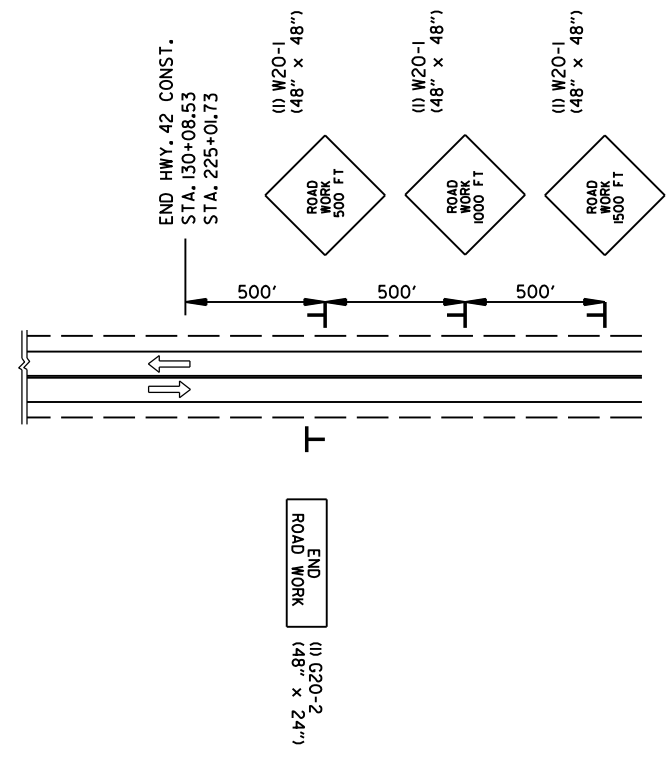 END HWY. 42 CONST.
STA. 130+08.53
STA. 225+01.73
(1) W20-1
(48" x 48")
(1) W20-1
(48" x 48")
(1) W20-1
(48" x 48")
ROAD
WORK
500 FT
ROAD
WORK
1000 FT
ROAD
WORK
1500 FT
500'
500'
500'
END
ROAD WORK
(1) G20-2
(48" x 24")